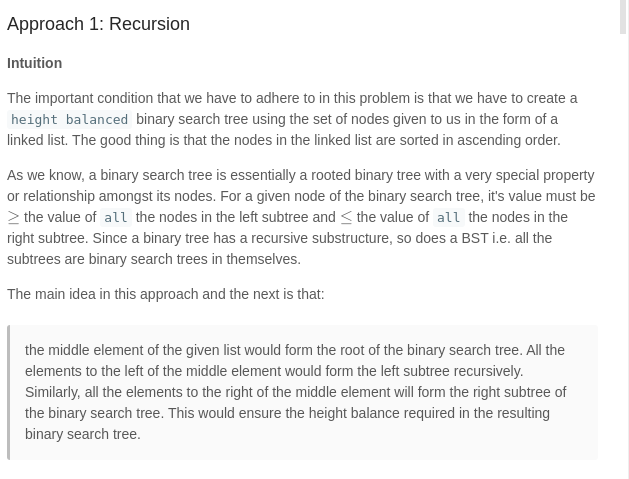 Approach 1: Recursion
Intuition
The important condition that we have to adhere to in this problem is that we have to create a
height balanced binary search tree using the set of nodes given to us in the form of a
linked list. The good thing is that the nodes in the linked list are sorted in ascending order.
As we know, a binary search tree is essentially a rooted binary tree with a very special property
or relationship amongst its nodes. For a given node of the binary search tree, it's value must be
≥ the value of all the nodes in the left subtree and ≤ the value of all the nodes in the
right subtree. Since a binary tree has a recursive substructure, so does a BST i.e. all the
subtrees are binary search trees in themselves.
The main idea in this approach and the next is that:
the middle element of the given list would form the root of the binary search tree. All the
elements to the left of the middle element would form the left subtree recursively.
Similarly, all the elements to the right of the middle element will form the right subtree of
the binary search tree. This would ensure the height balance required in the resulting
binary search tree.